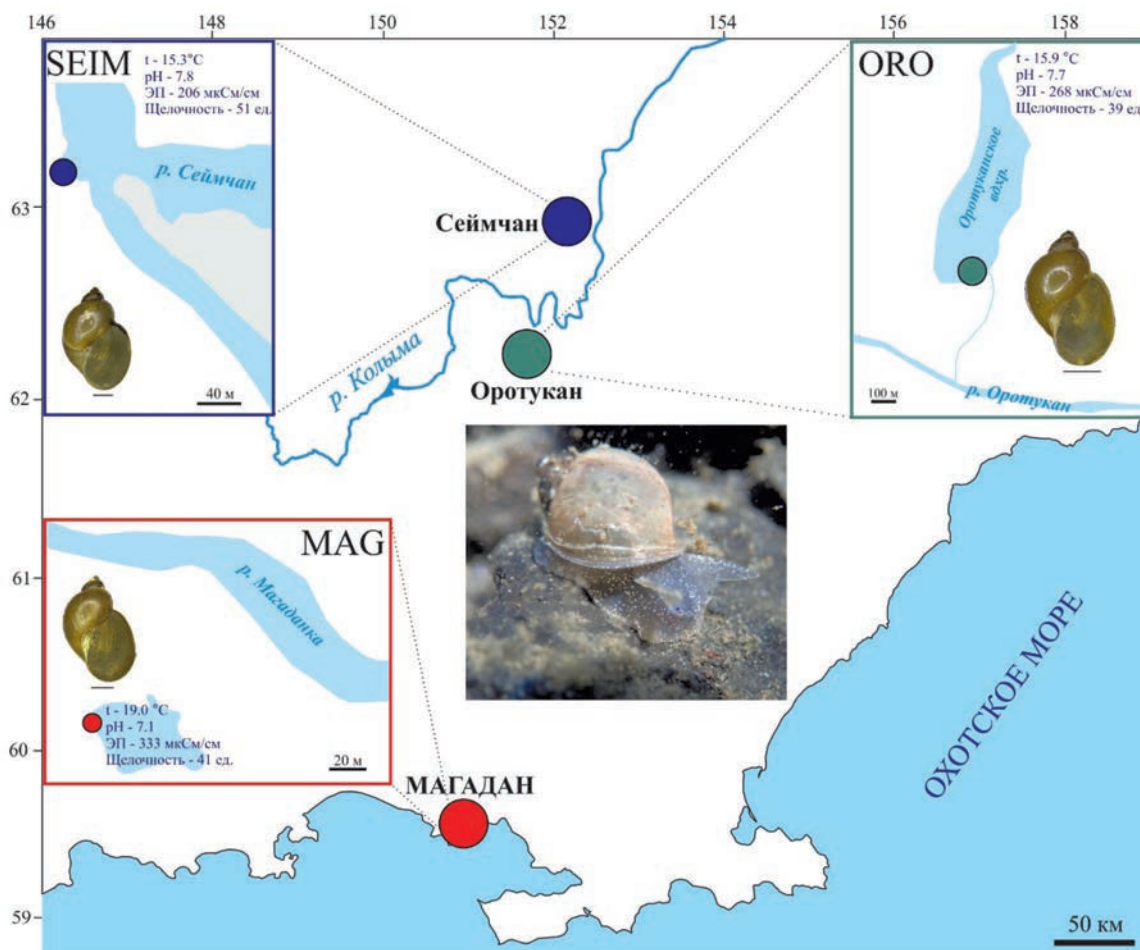 146
148
150
152
154
156
158
SEIM
t - 15.3°C
pH - 7.8
ЭП - 206 мкСм/см
Щелочность - 51 ед.
р. Сеймчан
40 м
ORO
t - 15.9 °C
pH - 7.7
ЭП - 268 мкСм/см
Щелочность - 39 ед.
Оротуканское
вдхр.
р. Оротукан
100 м
63
62
61
60
59
Сеймчан
р. Колыма
Оротукан
MAG
р. Магаданка
t - 19.0 °C
pH - 7.1
ЭП - 333 мкСм/см
Щелочность - 41 ед.
20 м
МАГАДАН
ОХОТСКОЕ МОРЕ
50 км